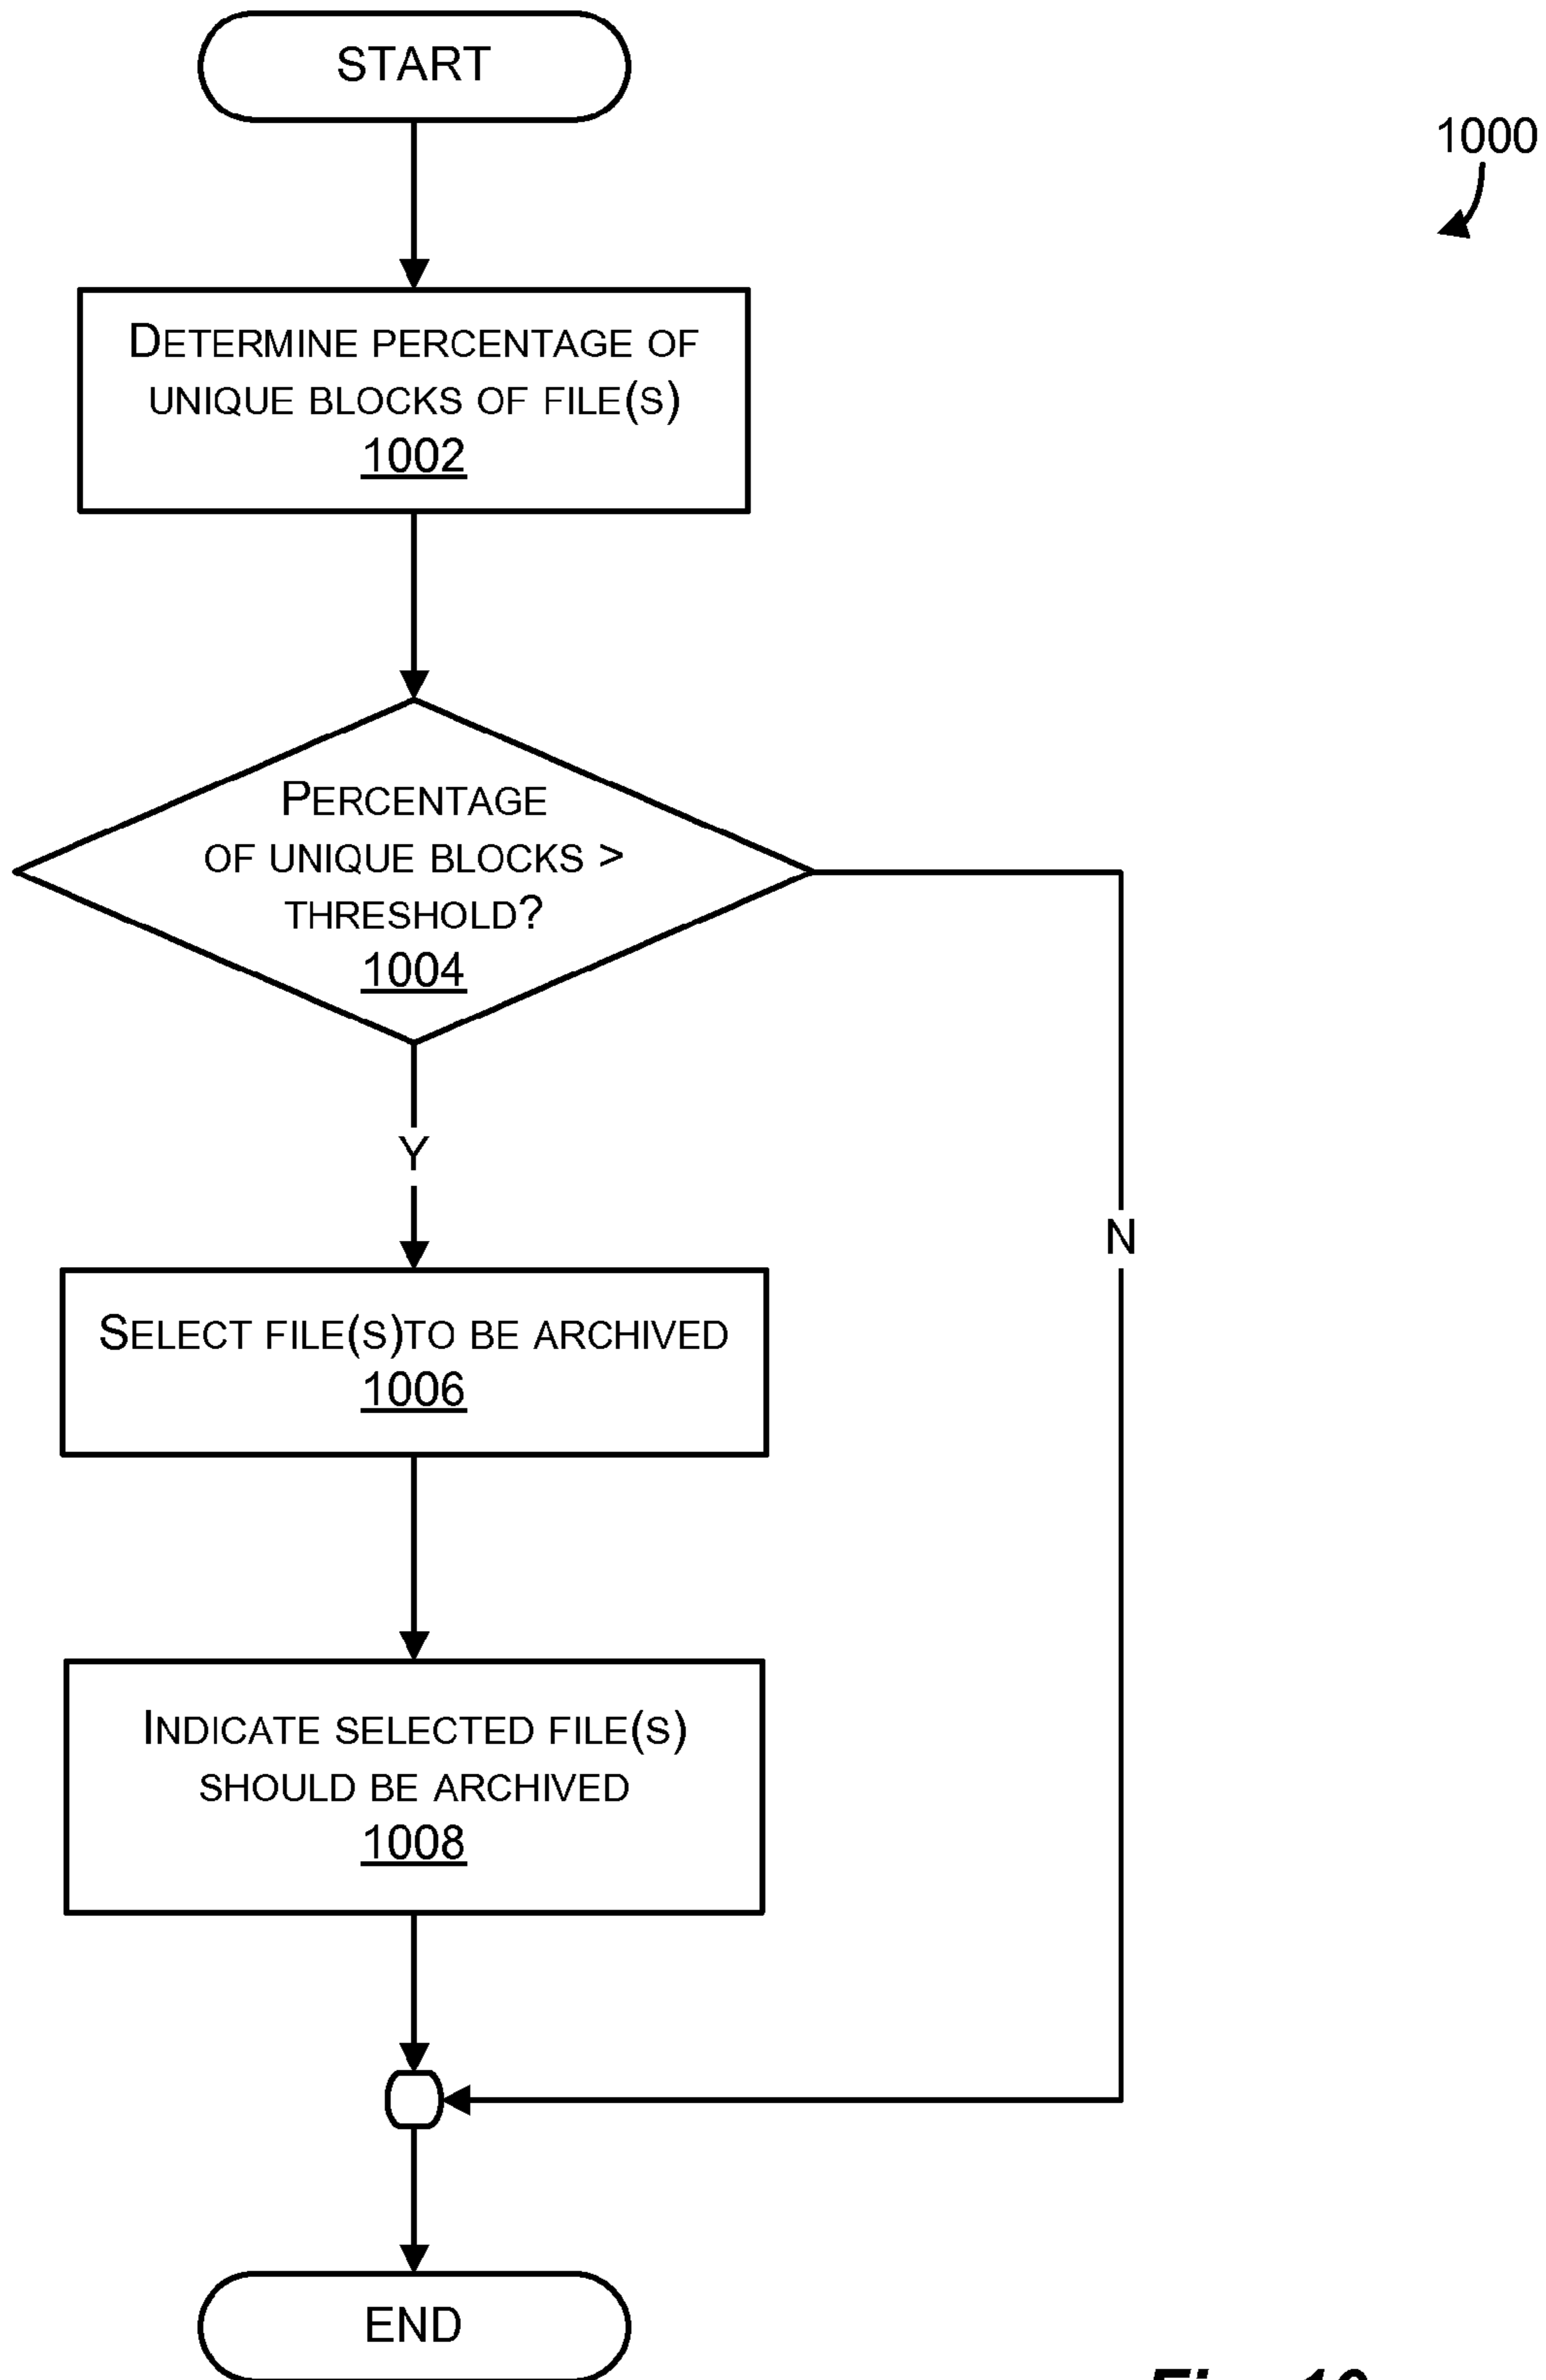 START
1000
DETERMINE PERCENTAGE OF
UNIQUE BLOCKS OF FILE(S)
1002
PERCENTAGE
OF UNIQUE BLOCKS >
THRESHOLD?
1004
Y
N
SELECT FILE(S)TO BE ARCHIVED
1006
INDICATE SELECTED FILE(S)
SHOULD BE ARCHIVED
1008
END